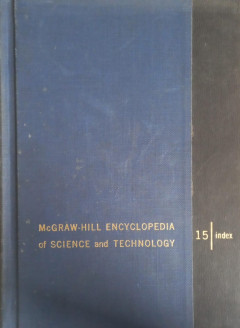 McGRAW-HILL ENCYCLOPEDIA
of SCIENCE and TECHNOLOGY
15 index